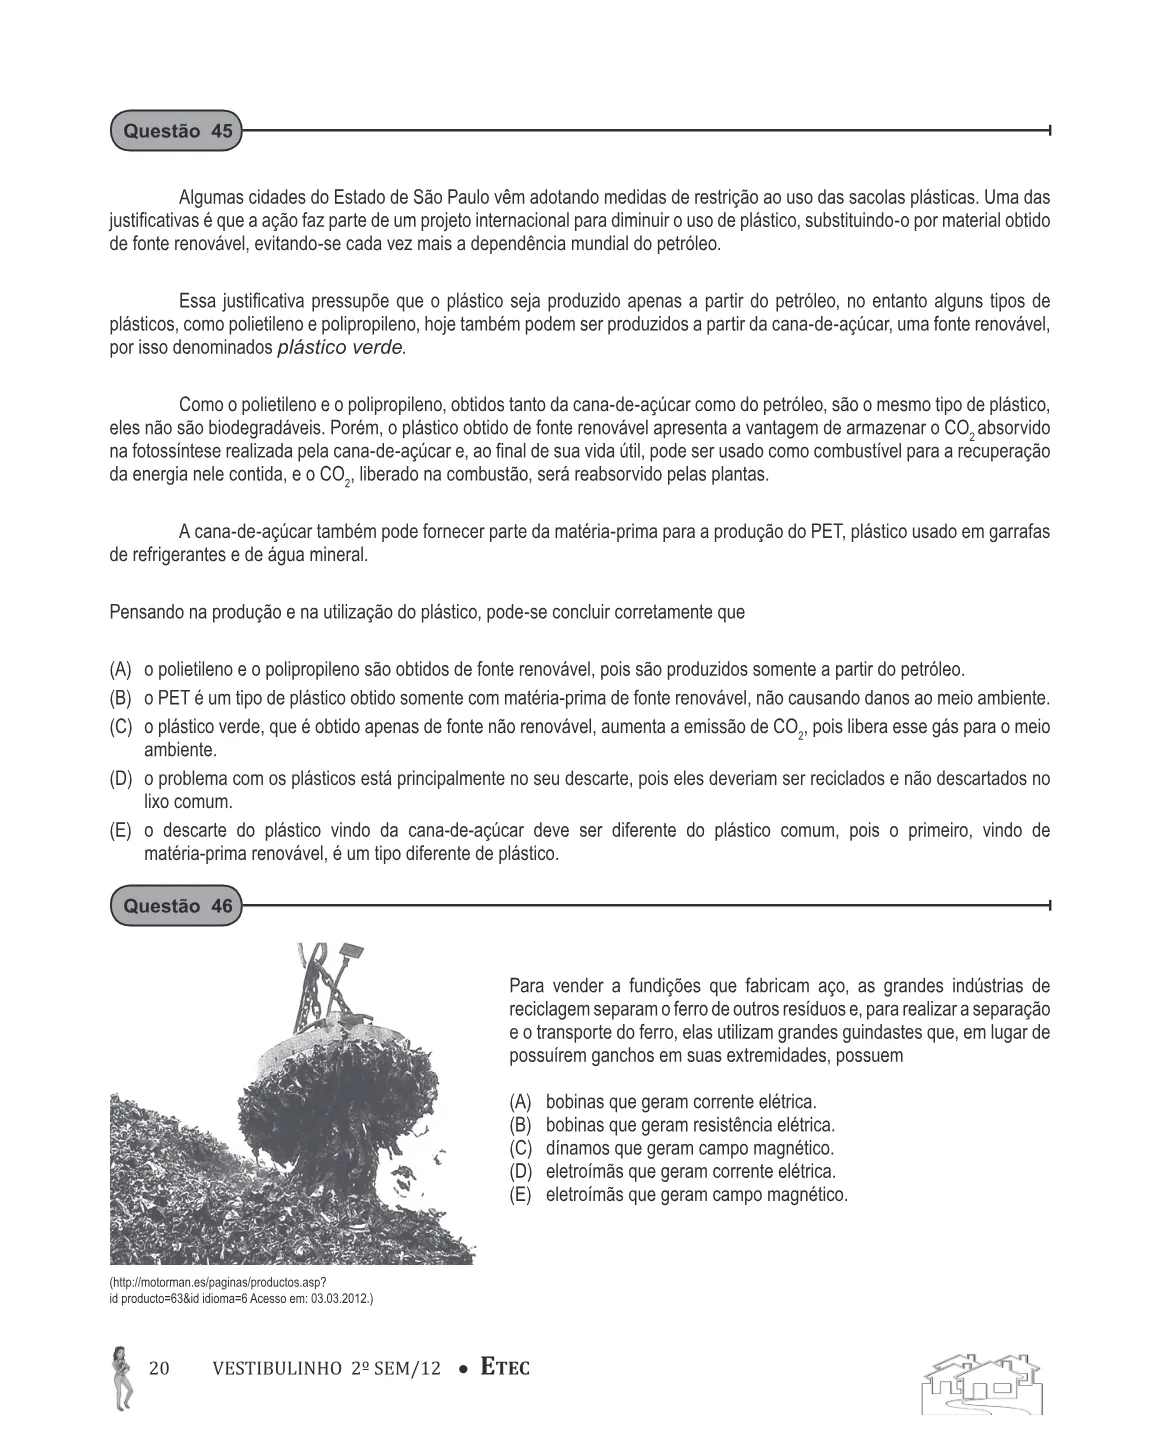 Questão 45
Algumas cidades do Estado de São Paulo vêm adotando medidas de restrição ao uso das sacolas plásticas. Uma das
justificativas é que a ação faz parte de um projeto internacional para diminuir o uso de plástico, substituindo-o por material obtido
de fonte renovável, evitando-se cada vez mais a dependência mundial do petróleo.
Essa justificativa pressupõe que o plástico seja produzido apenas a partir do petróleo, no entanto alguns tipos de
plásticos, como polietileno e polipropileno, hoje também podem ser produzidos a partir da cana-de-açúcar, uma fonte renovável,
por isso denominados plástico verde.
Como o polietileno e o polipropileno, obtidos tanto da cana-de-açúcar como do petróleo, são o mesmo tipo de plástico,
eles não são biodegradáveis. Porém, o plástico obtido de fonte renovável apresenta a vantagem de armazenar o CO2 absorvido
na fotossíntese realizada pela cana-de-açúcar e, ao final de sua vida útil, pode ser usado como combustível para a recuperação
da energia nele contida, e o CO2, liberado na combustão, será reabsorvido pelas plantas.
A cana-de-açúcar também pode fornecer parte da matéria-prima para a produção do PET, plástico usado em garrafas
de refrigerantes e de água mineral.
Pensando na produção e na utilização do plástico, pode-se concluir corretamente que
(A) o polietileno e o polipropileno são obtidos de fonte renovável, pois são produzidos somente a partir do petróleo.
(B) o PET é um tipo de plástico obtido somente com matéria-prima de fonte renovável, não causando danos ao meio ambiente.
(C) o plástico verde, que é obtido apenas de fonte não renovável, aumenta a emissão de CO2, pois libera esse gás para o meio
ambiente.
(D) o problema com os plásticos está principalmente no seu descarte, pois eles deveriam ser reciclados e não descartados no
lixo comum.
(E) o descarte do plástico vindo da cana-de-açúcar deve ser diferente do plástico comum, pois o primeiro, vindo de
matéria-prima renovável, é um tipo diferente de plástico.
Questão 46
Para vender a fundições que fabricam aço, as grandes indústrias de
reciclagem separam o ferro de outros resíduos e, para realizar a separação
e o transporte do ferro, elas utilizam grandes guindastes que, em lugar de
possuírem ganchos em suas extremidades, possuem
(A) bobinas que geram corrente elétrica.
(B) bobinas que geram resistência elétrica.
(C) dínamos que geram campo magnético.
(D) eletroímãs que geram corrente elétrica.
(E) eletroímãs que geram campo magnético.
(http://motorman.es/paginas/productos.asp?
id producto=63&id idioma=6 Acesso em: 03.03.2012.)
20 VESTIBULINHO 2º SEM/12 • ETEC